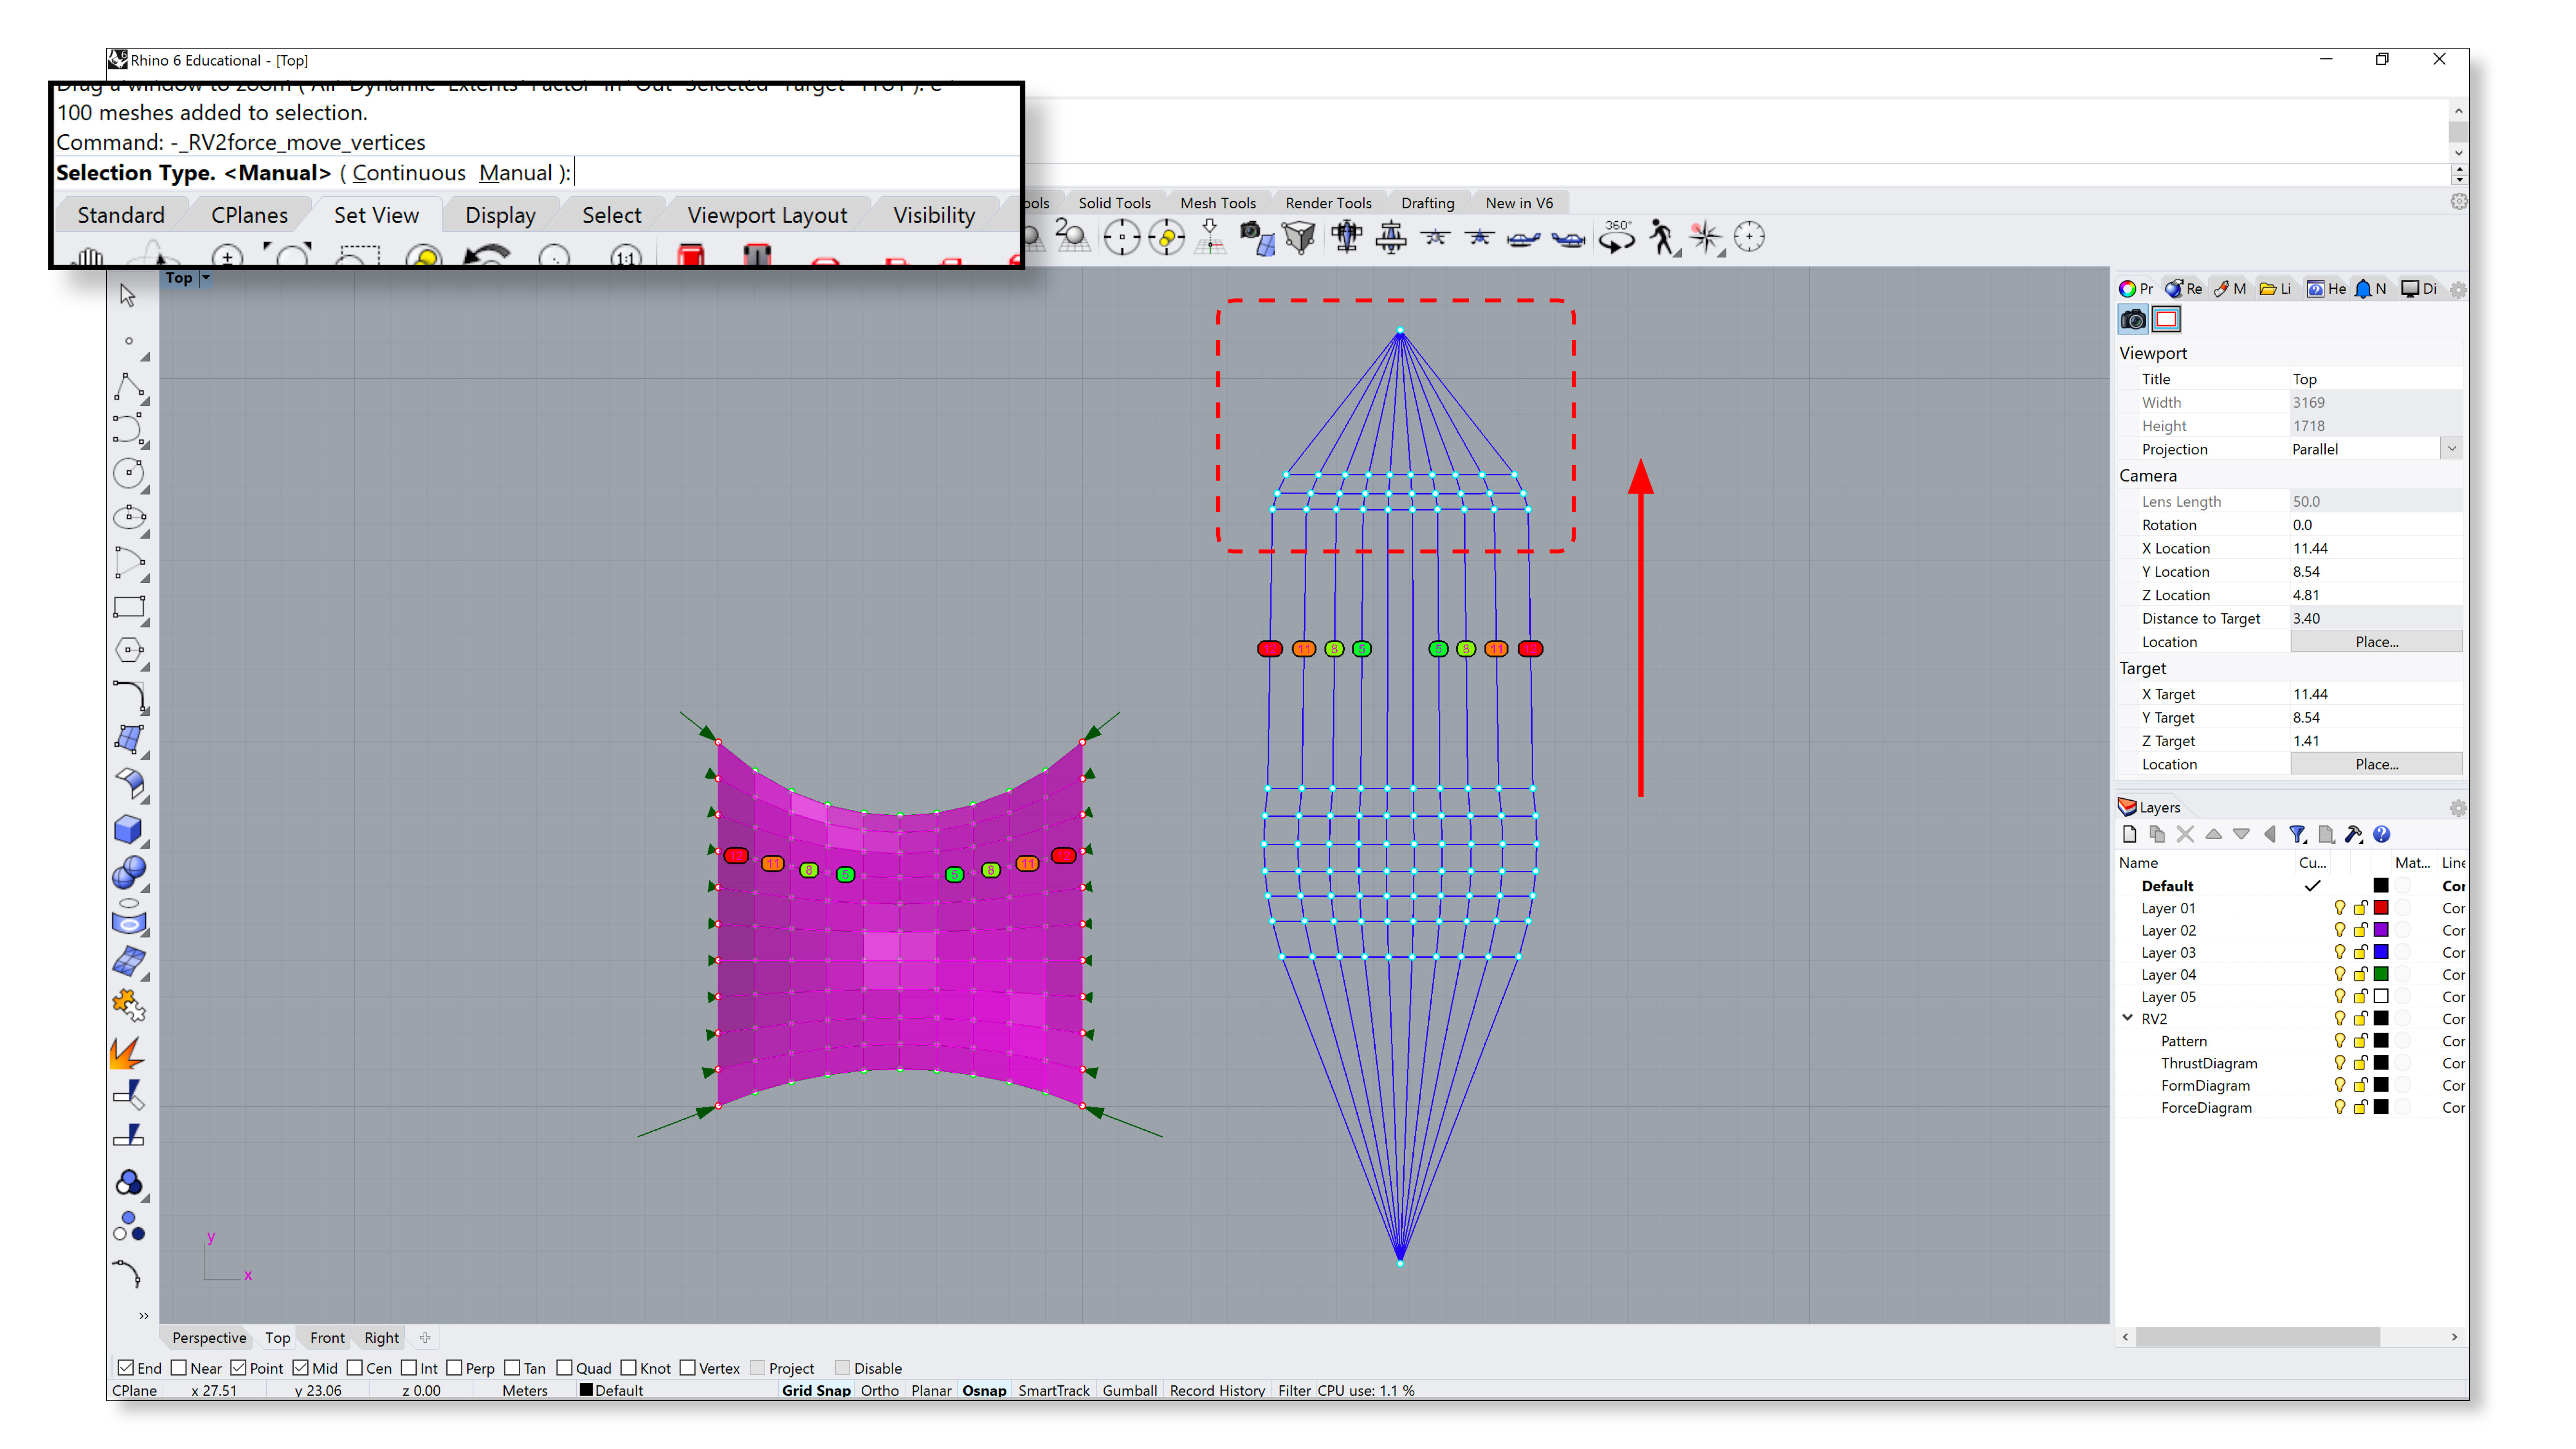 Rhino 6 Educational - [Top]
100 meshes added to selection.
Command: -_RV2force_move_vertices
Selection Type. <Manual> ( Continuous Manual ):
Standard CPlanes Set View Display Select Viewport Layout Visibility
ools Solid Tools Mesh Tools Render Tools Drafting New in V6
2
360°
1:1
Top
Pr Re M Li He N Di
Viewport
Title Top
Width 3169
Height 1718
Projection Parallel
Camera
Lens Length 50.0
Rotation 0.0
X Location 11.44
Y Location 8.54
Z Location 4.81
Distance to Target 3.40
Location Place...
Target
X Target 11.44
Y Target 8.54
Z Target 1.41
Location Place...
12 11 8 5 5 8 11 12
12 11 8 5 5 8 11 12
Layers
Name Cu... Mat... Line
Default Cor
Layer 01 Cor
Layer 02 Cor
Layer 03 Cor
Layer 04 Cor
Layer 05 Cor
RV2 Cor
Pattern Cor
ThrustDiagram Cor
FormDiagram Cor
ForceDiagram Cor
y
x
Perspective Top Front Right
End Near Point Mid Cen Int Perp Tan Quad Knot Vertex Project Disable
CPlane x 27.51 y 23.06 z 0.00 Meters Default Grid Snap Ortho Planar Osnap SmartTrack Gumball Record History Filter CPU use: 1.1 %